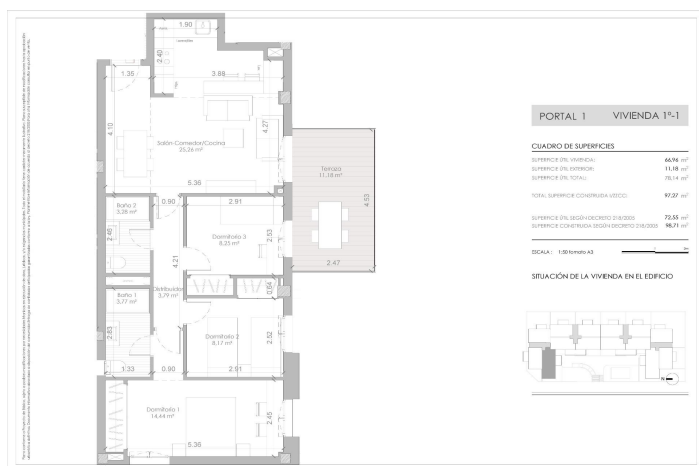 PORTAL 1 VIVIENDA 1º-1
CUADRO DE SUPERFICIES
SUPERFICIE ÚTIL VIVIENDA: 66,96 m²
SUPERFICIE ÚTIL EXTERIOR: 11,18 m²
SUPERFICIE ÚTIL TOTAL: 78,14 m²
TOTAL SUPERFICIE CONSTRUIDA I/ZCC: 97,27 m²
SUPERFICIE ÚTIL SEGÚN DECRETO 218/2005 72,55 m²
SUPERFICIE CONSTRUIDA SEGÚN DECRETO 218/2005 98,71 m²
ESCALA: 1:50 formato A3
SITUACIÓN DE LA VIVIENDA EN EL EDIFICIO
N
1.90
2.40
1.35
3.88
4.10
4.27
Salón-Comedor/Cocina
25,26 m²
5.36
Terraza
11,18 m²
4.53
2.47
Baño 2
3,28 m²
2.46
0.90
2.91
Dormitorio 3
8,25 m²
2.53
4.21
Distribuidor
3,79 m²
0.64
Baño 1
3,77 m²
2.83
1.33
0.90
Dormitorio 2
8,17 m²
2.52
2.91
Dormitorio 1
14,44 m²
2.45
5.36